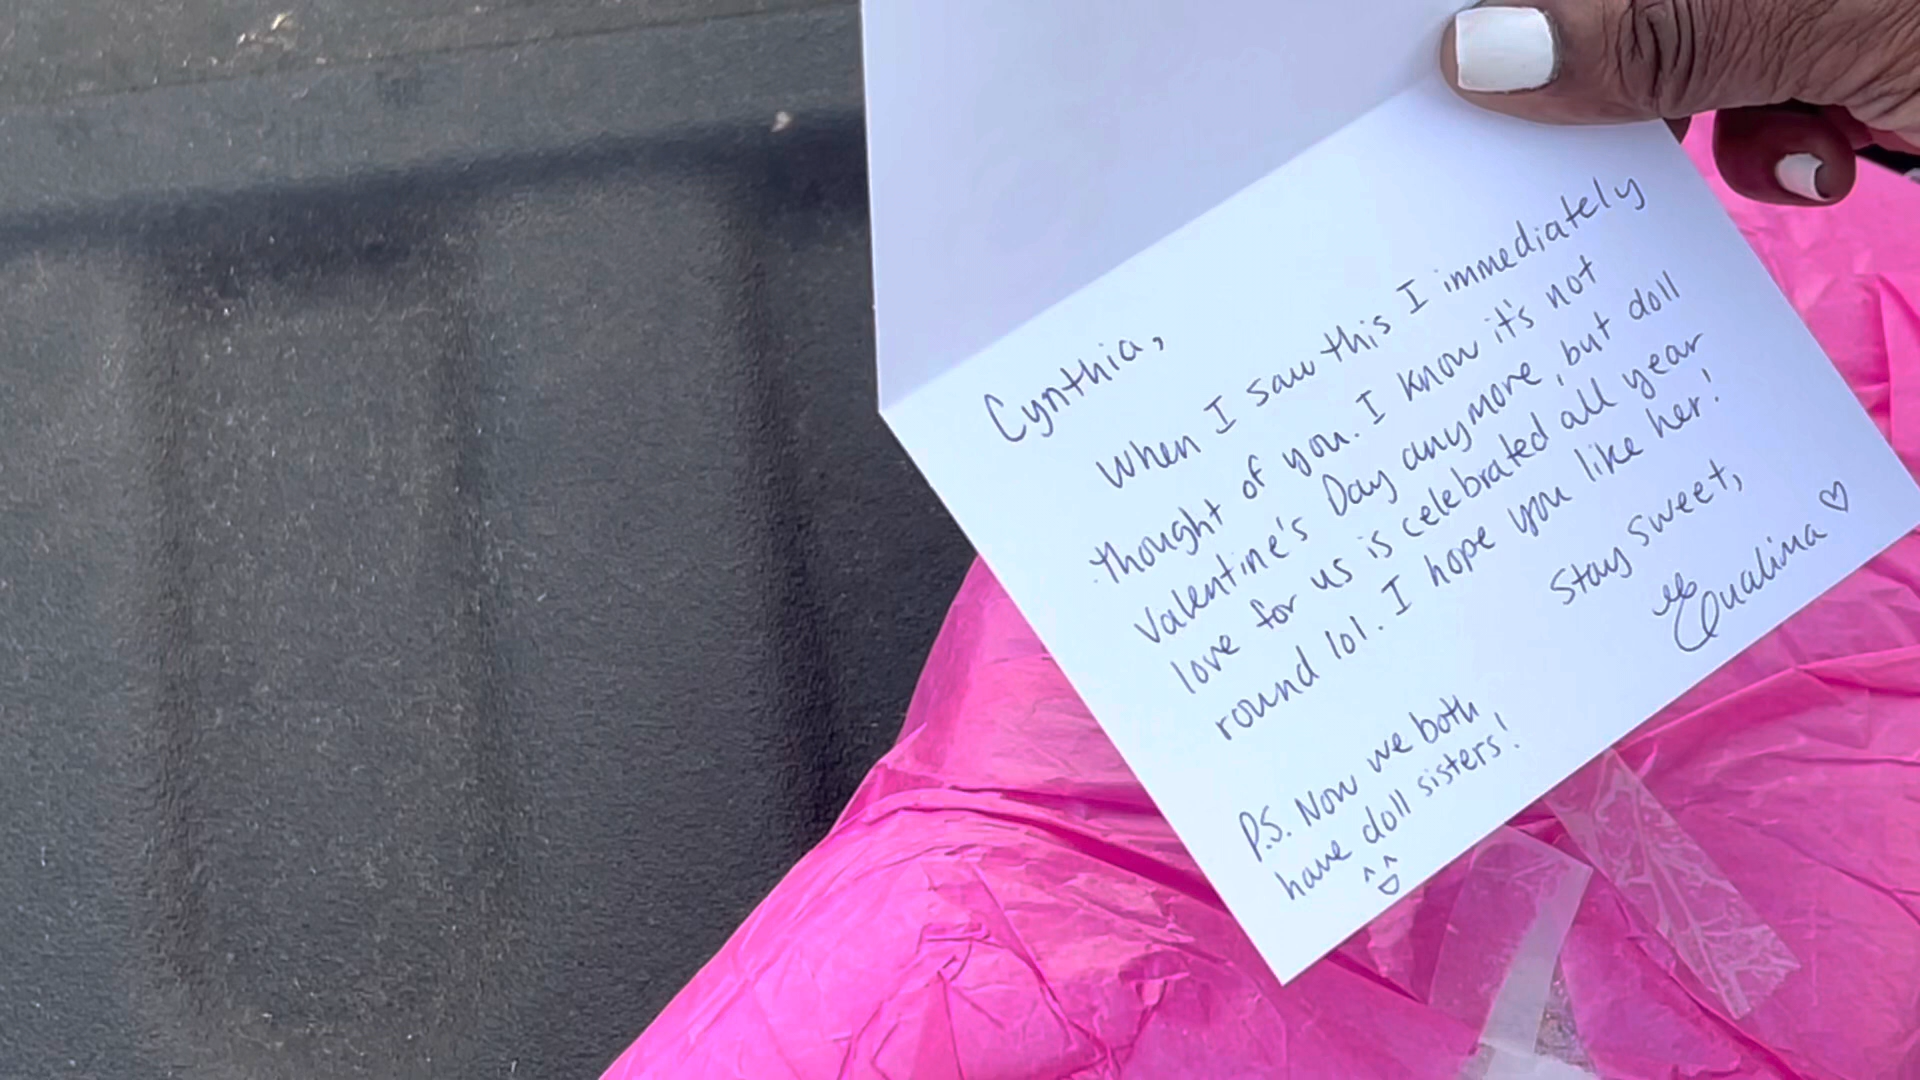 Cynthia,
When I saw this I immediately
thought of you. I know it's not
Valentine's Day anymore, but doll
love for us is celebrated all year
round lol. I hope you like her!
Stay Sweet,
Qualina ♡
P.S. Now we both
have doll sisters!